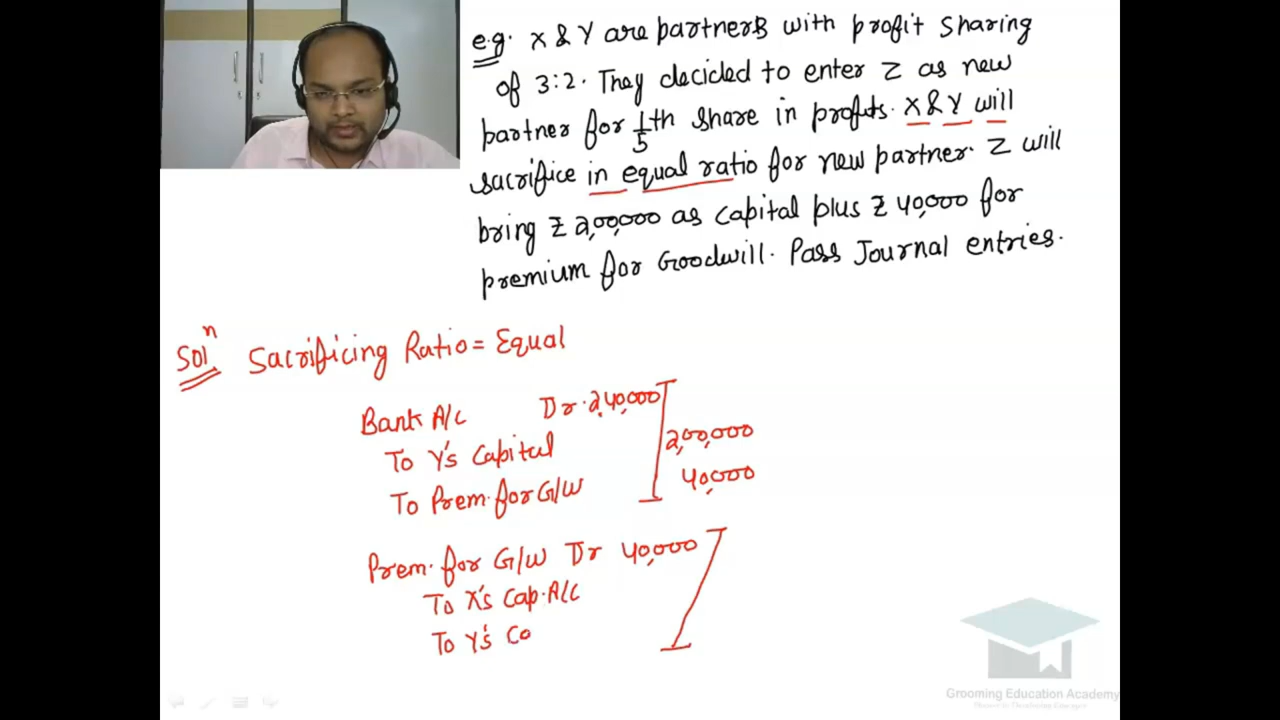 e.g. X & Y are partners with profit sharing
of 3:2. They decided to enter Z as new
partner for 1/5th share in profits. X & Y will
sacrifice in equal ratio for new partner. Z will
bring ₹ 2,00,000 as capital plus ₹ 40,000 for
premium for Goodwill. Pass Journal entries.
Solⁿ Sacrificing Ratio = Equal
Bank A/c Dr. 2,40,000
To Y's Capital 2,00,000
To Prem. for G/W 40,000
Prem. for G/W Dr 40,000
To X's Cap. A/c
To Y's Ca
Grooming Education Academy